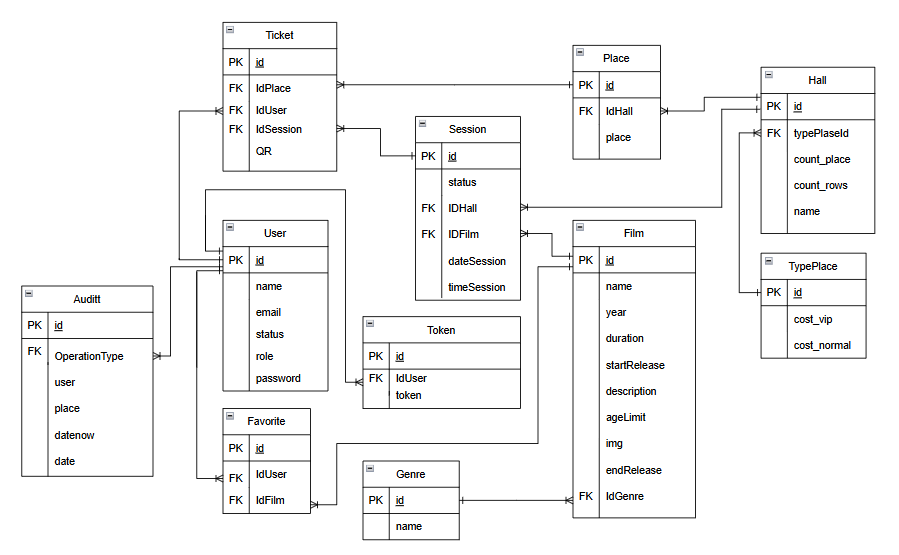 Ticket
PK id
FK IdPlace
FK IdUser
FK IdSession
QR
Place
PK id
FK IdHall
place
Hall
PK id
FK typePlaseId
count_place
count_rows
name
Session
PK id
status
FK IDHall
FK IDFilm
dateSession
timeSession
User
PK id
name
email
status
role
password
Film
PK id
name
year
duration
startRelease
description
ageLimit
img
endRelease
FK IdGenre
TypePlace
PK id
cost_vip
cost_normal
Auditt
PK id
FK OperationType
user
place
datenow
date
Token
PK id
FK IdUser
token
Favorite
PK id
FK IdUser
FK IdFilm
Genre
PK id
name